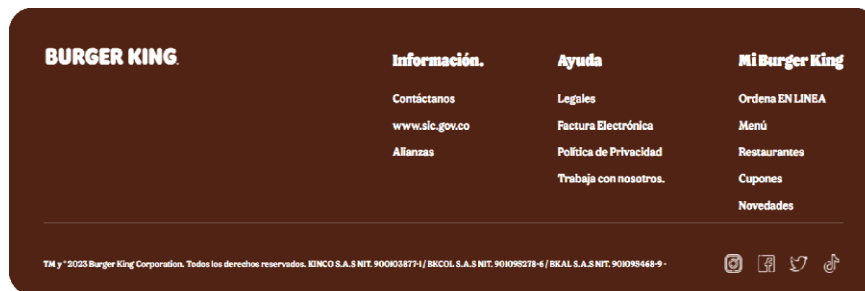 BURGER KING
Información.
Contáctanos
www.sic.gov.co
Alianzas
Ayuda
Legales
Factura Electrónica
Política de Privacidad
Trabaja con nosotros.
Mi Burger King
Ordena EN LINEA
Menú
Restaurantes
Cupones
Novedades
TM y ® 2023 Burger King Corporation. Todos los derechos reservados. KINCO S.A.S NIT. 900103877-1 / BKCOL S.A.S NIT. 901095278-6 / BKAL S.A.S NIT. 901095468-9 -